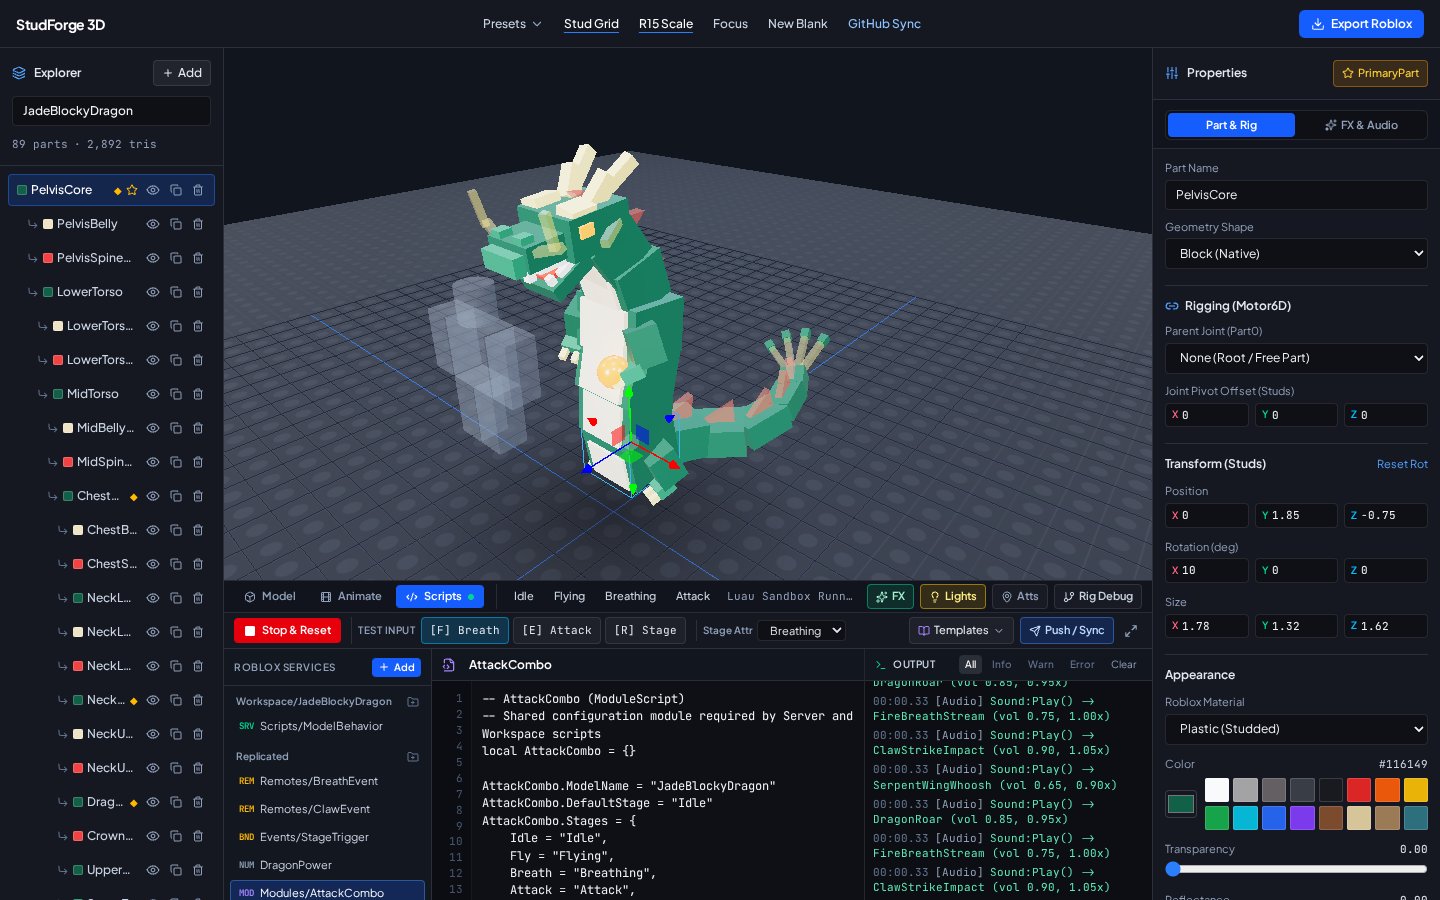 StudForge 3D
Presets
Stud Grid
R15 Scale
Focus
New Blank
GitHub Sync
Export Roblox
Explorer
+ Add
JadeBlockyDragon
89 parts · 2,892 tris
PelvisCore
PelvisBelly
PelvisSpine...
LowerTorso
LowerTors...
LowerTors...
MidTorso
MidBelly...
MidSpin...
Chest...
ChestB...
ChestS...
NeckL...
NeckL...
NeckL...
Neck...
NeckU...
NeckU...
Drag...
Crown...
Upper...
Model
Animate
Scripts
Idle
Flying
Breathing
Attack
Luau Sandbox Runn...
FX
Lights
Atts
Rig Debug
Stop & Reset
TEST INPUT
[F] Breath
[E] Attack
[R] Stage
Stage Attr
Breathing
Templates
Push / Sync
ROBLOX SERVICES
+ Add
Workspace/JadeBlockyDragon
SRV Scripts/ModelBehavior
Replicated
REM Remotes/BreathEvent
REM Remotes/ClawEvent
BND Events/StageTrigger
NUM DragonPower
MOD Modules/AttackCombo
AttackCombo
1 -- AttackCombo (ModuleScript)
2 -- Shared configuration module required by Server and
3 Workspace scripts
4 local AttackCombo = {}
5
6 AttackCombo.ModelName = "JadeBlockyDragon"
7 AttackCombo.DefaultStage = "Idle"
8 AttackCombo.Stages = {
9 Idle = "Idle",
10 Fly = "Flying",
11 Breath = "Breathing",
12 Attack = "Attack",
13
OUTPUT
All
Info
Warn
Error
Clear
DragonRoar (vol 0.85, 0.95x)
00:00.33 [Audio] Sound:Play() ->
FireBreathStream (vol 0.75, 1.00x)
00:00.33 [Audio] Sound:Play() ->
ClawStrikeImpact (vol 0.90, 1.05x)
00:00.33 [Audio] Sound:Play() ->
SerpentWingWhoosh (vol 0.65, 0.90x)
00:00.33 [Audio] Sound:Play() ->
DragonRoar (vol 0.85, 0.95x)
00:00.33 [Audio] Sound:Play() ->
FireBreathStream (vol 0.75, 1.00x)
00:00.33 [Audio] Sound:Play() ->
ClawStrikeImpact (vol 0.90, 1.05x)
Properties
PrimaryPart
Part & Rig
FX & Audio
Part Name
PelvisCore
Geometry Shape
Block (Native)
Rigging (Motor6D)
Parent Joint (Part0)
None (Root / Free Part)
Joint Pivot Offset (Studs)
X 0
Y 0
Z 0
Transform (Studs)
Reset Rot
Position
X 0
Y 1.85
Z -0.75
Rotation (deg)
X 10
Y 0
Z 0
Size
X 1.78
Y 1.32
Z 1.62
Appearance
Roblox Material
Plastic (Studded)
Color
#116149
Transparency
0.00